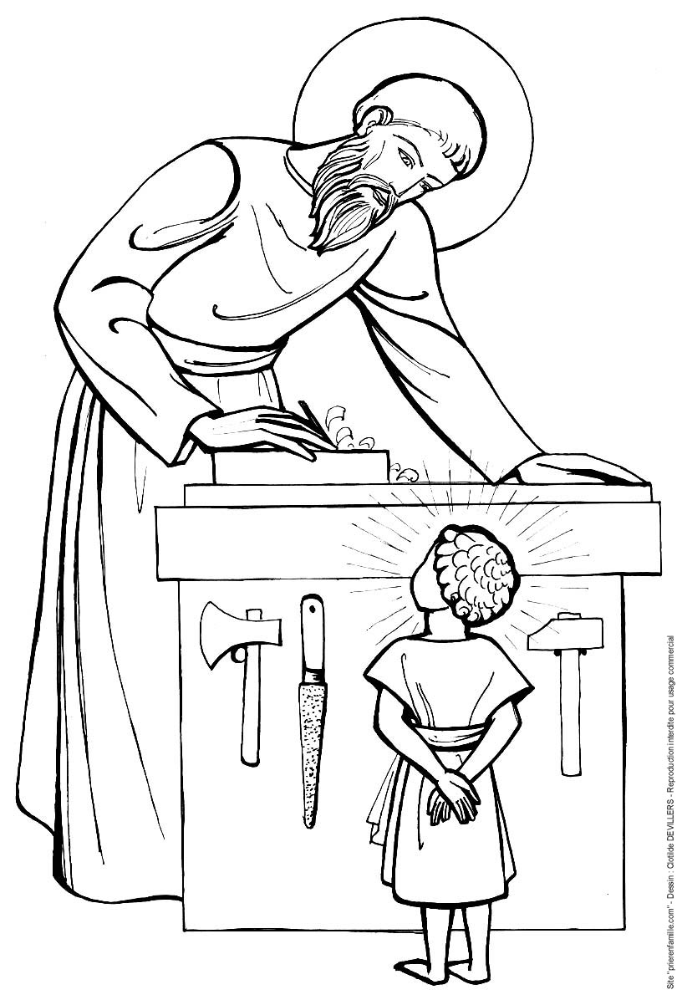 Site "prierenfamille.com" - Dessin : Clotilde DEVILLERS - Reproduction interdite pour usage commercial